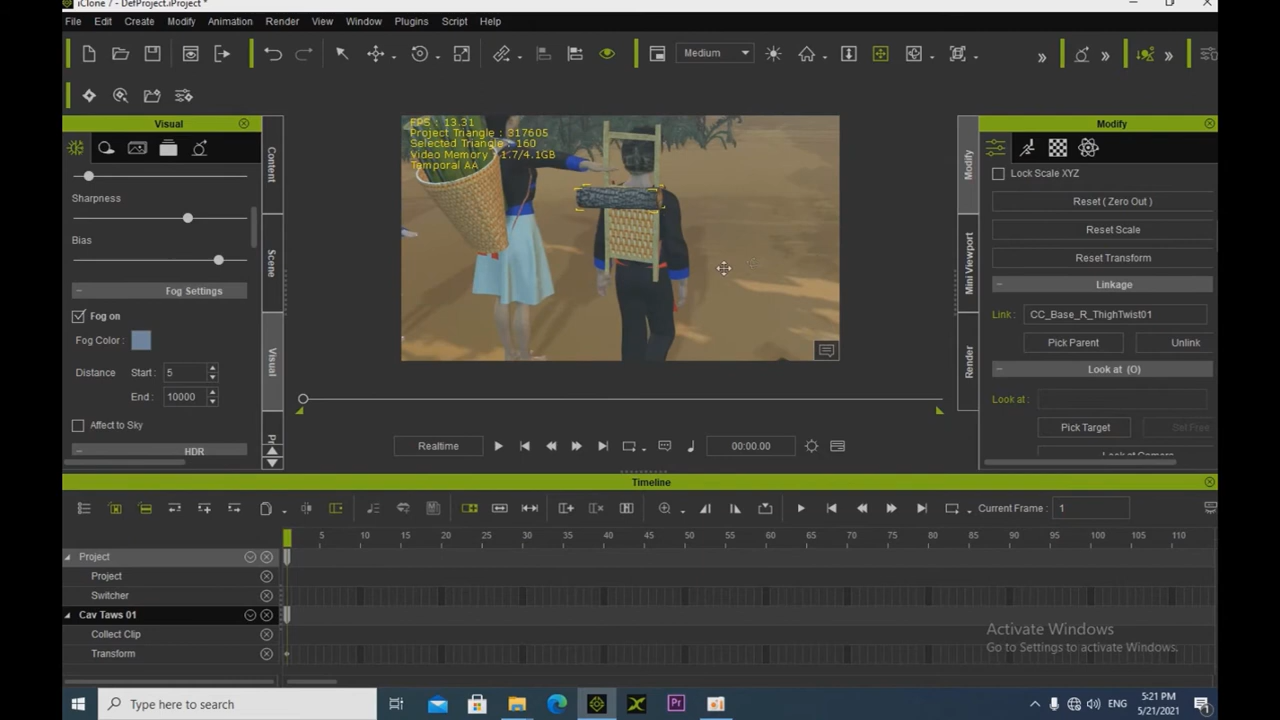 iClone 7 - DefProject.iProject *
File Edit Create Modify Animation Render View Window Plugins Script Help
Medium
Visual
Modify
FPS : 13.31
Project Triangle : 317605
Selected Triangle : 160
Video Memory : 1.7/4.1GB
Temporal AA
Content
Scene
Visual
Modify
Mini Viewport
Render
Sharpness
Bias
Fog Settings
Fog on
Fog Color :
Distance Start : 5
End : 10000
Affect to Sky
HDR
Lock Scale XYZ
Reset ( Zero Out )
Reset Scale
Reset Transform
Linkage
Link : CC_Base_R_ThighTwist01
Pick Parent Unlink
Look at (O)
Look at :
Pick Target Set Free
Look at Camera
Realtime 00:00.00
Timeline
Current Frame : 1
5 10 15 20 25 30 35 40 45 50 55 60 65 70 75 80 85 90 95 100 105 110
Project
Project
Switcher
Cav Taws 01
Collect Clip
Transform
Activate Windows
Go to Settings to activate Windows.
Type here to search
Pr
ENG
5:21 PM
5/21/2021
1